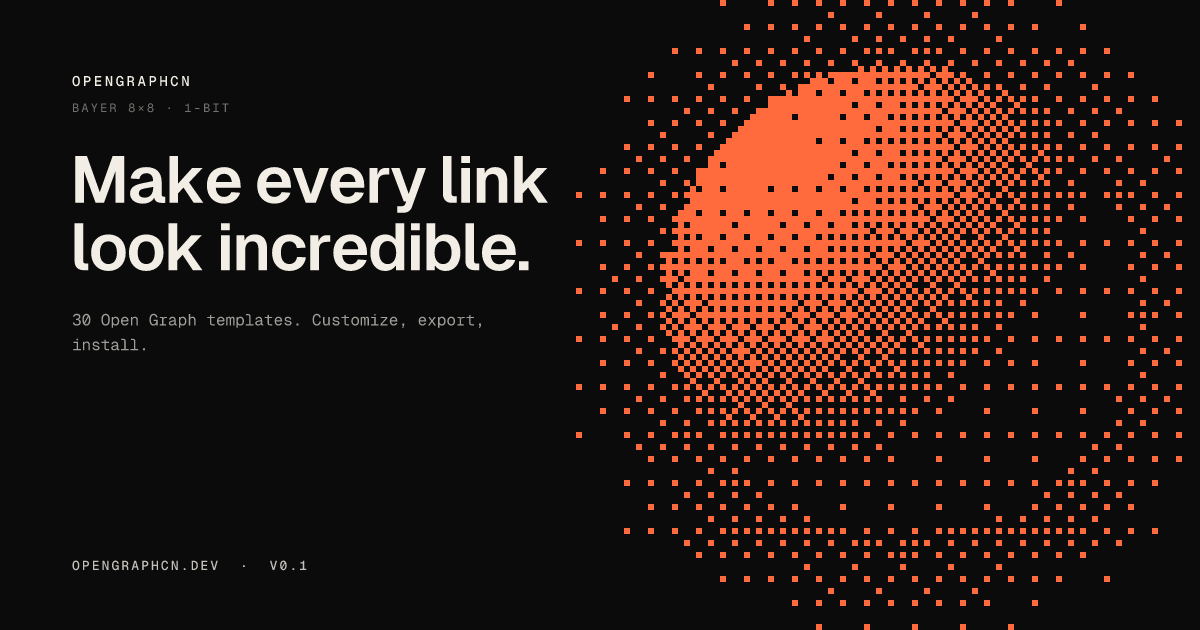 OPENGRAPHCN
BAYER 8×8 · 1-BIT
Make every link
look incredible.
30 Open Graph templates. Customize, export,
install.
OPENGRAPHCN.DEV · V0.1